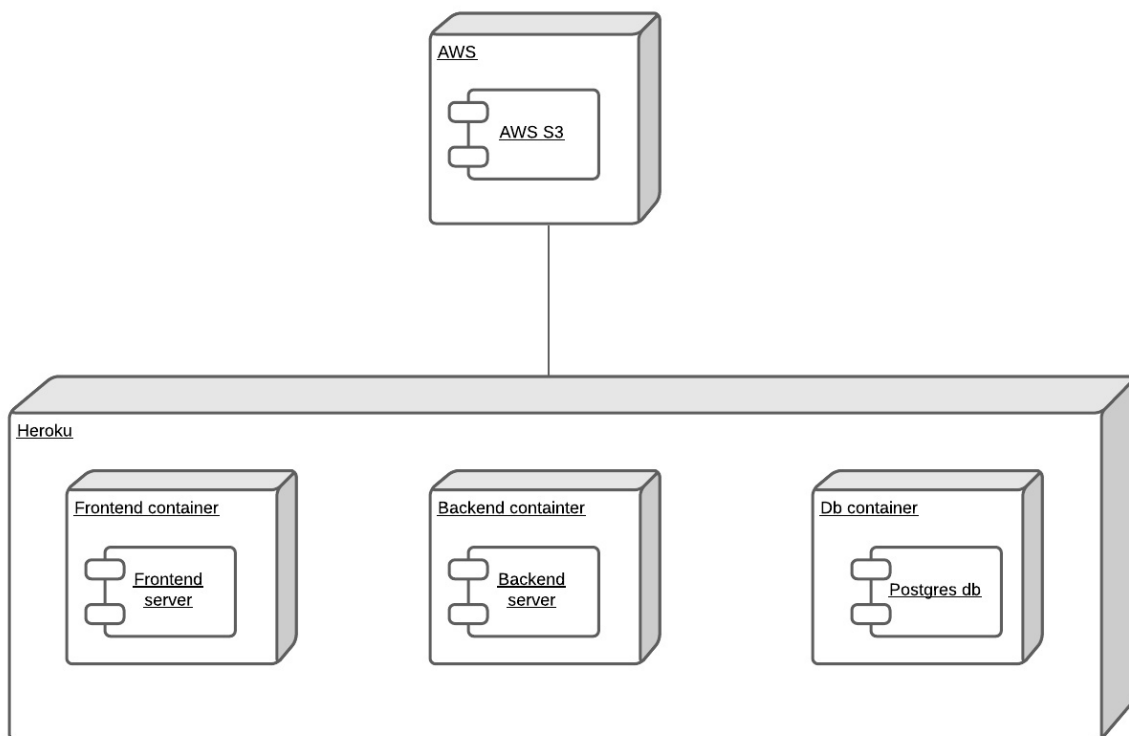 AWS
AWS S3
Heroku
Frontend container
Frontend
server
Backend containter
Backend
server
Db container
Postgres db